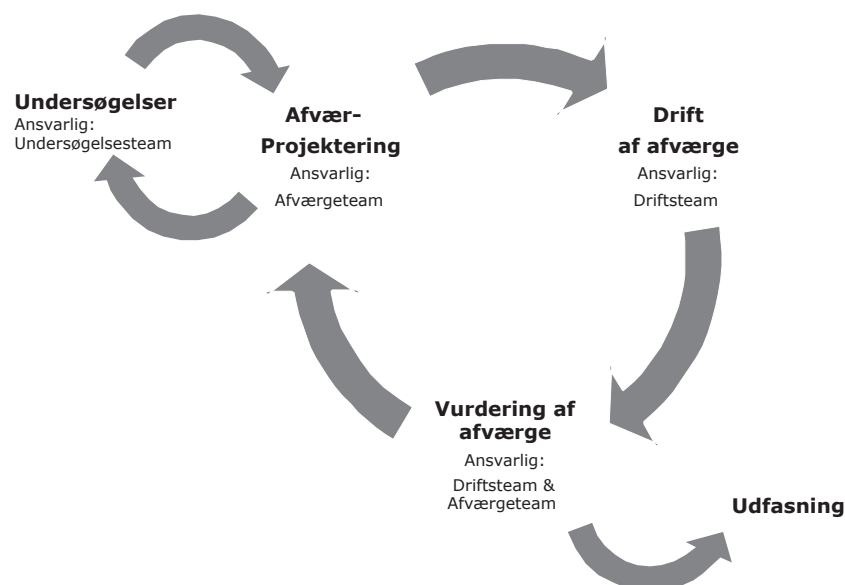 Undersøgelser
Ansvarlig:
Undersøgelsesteam
Afvær-
Projektering
Ansvarlig:
Afværgeteam
Drift
af afværge
Ansvarlig:
Driftsteam
Vurdering af
afværge
Ansvarlig:
Driftsteam &
Afværgeteam
Udfasning